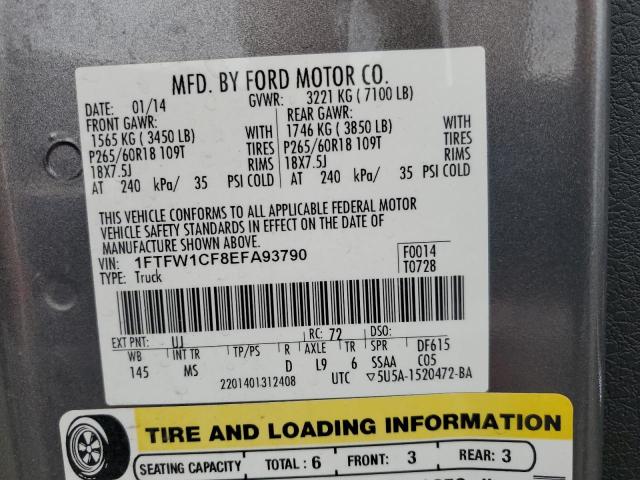 MFD. BY FORD MOTOR CO.
DATE: 01/14 GVWR: 3221 KG ( 7100 LB)
FRONT GAWR: REAR GAWR:
1565 KG ( 3450 LB) WITH 1746 KG ( 3850 LB) WITH
P265/60R18 109T TIRES P265/60R18 109T TIRES
18X7.5J RIMS 18X7.5J RIMS
AT 240 kPa/ 35 PSI COLD AT 240 kPa/ 35 PSI COLD
THIS VEHICLE CONFORMS TO ALL APPLICABLE FEDERAL MOTOR
VEHICLE SAFETY STANDARDS IN EFFECT ON THE DATE OF
MANUFACTURE SHOWN ABOVE.
VIN: 1FTFW1CF8EFA93790 F0014
TYPE: Truck T0728
EXT PNT: UJ RC: 72 DSO:
WB INT TR TP/PS R AXLE TR SPR DF615
145 MS D L9 6 SSAA C05
2201401312408 UTC ▽5U5A-1520472-BA
TIRE AND LOADING INFORMATION
SEATING CAPACITY TOTAL: 6 FRONT: 3 REAR: 3